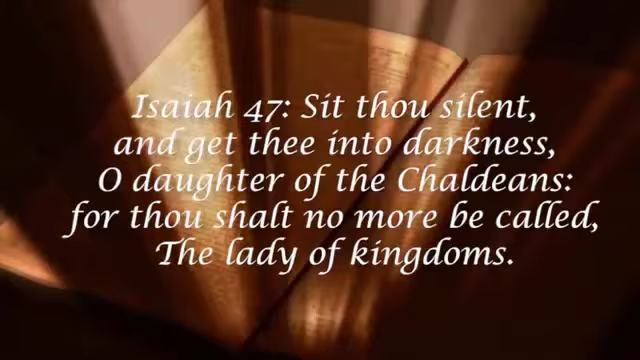 Isaiah 47: Sit thou silent,
and get thee into darkness,
O daughter of the Chaldeans:
for thou shalt no more be called,
The lady of kingdoms.